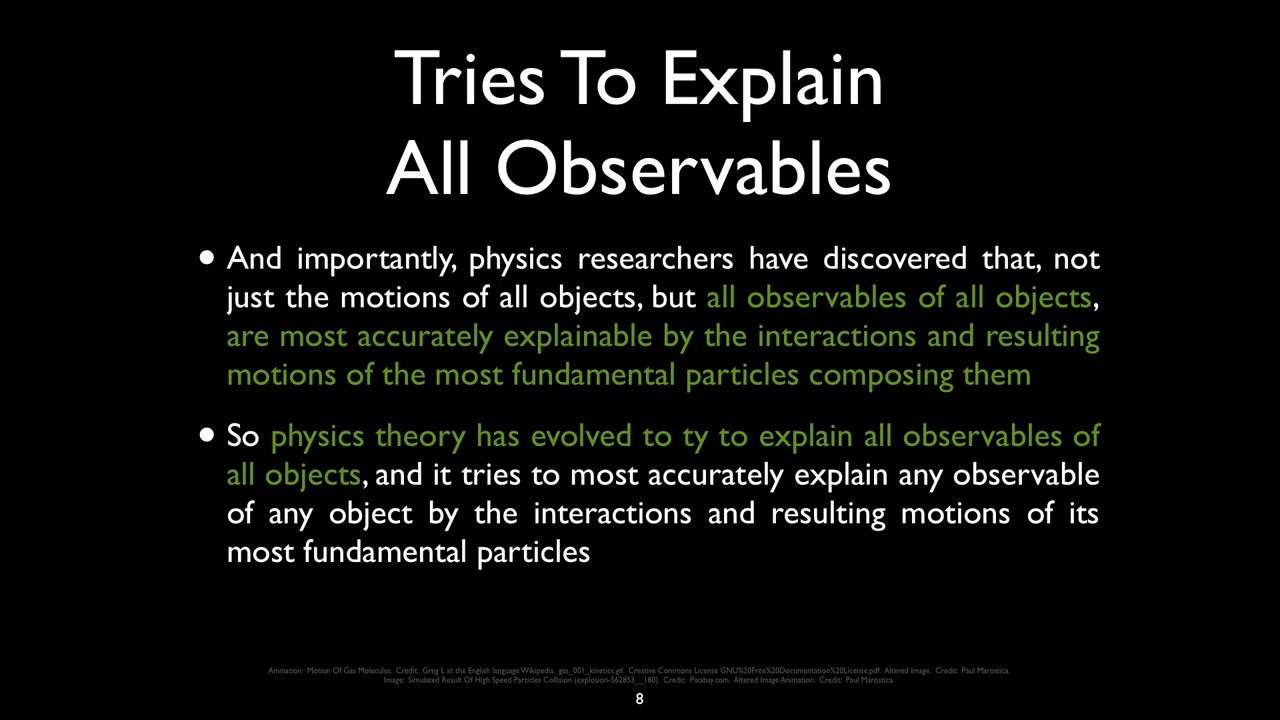 Tries To Explain
All Observables
• And importantly, physics researchers have discovered that, not
just the motions of all objects, but all observables of all objects,
are most accurately explainable by the interactions and resulting
motions of the most fundamental particles composing them
• So physics theory has evolved to ty to explain all observables of
all objects, and it tries to most accurately explain any observable
of any object by the interactions and resulting motions of its
most fundamental particles
Animation: Motion Of Gas Molecules. Credit: Greg L at the English language Wikipedia. gas_001_kinetics.gif. Creative Commons License GNU%20Free%20Documentation%20License.pdf. Altered Image. Credit: Paul Marostica.
Image: Simulated Result Of High Speed Particles Collision (explosion-562853__180). Credit: Pixabay.com. Altered Image Animation. Credit: Paul Marostica.
8